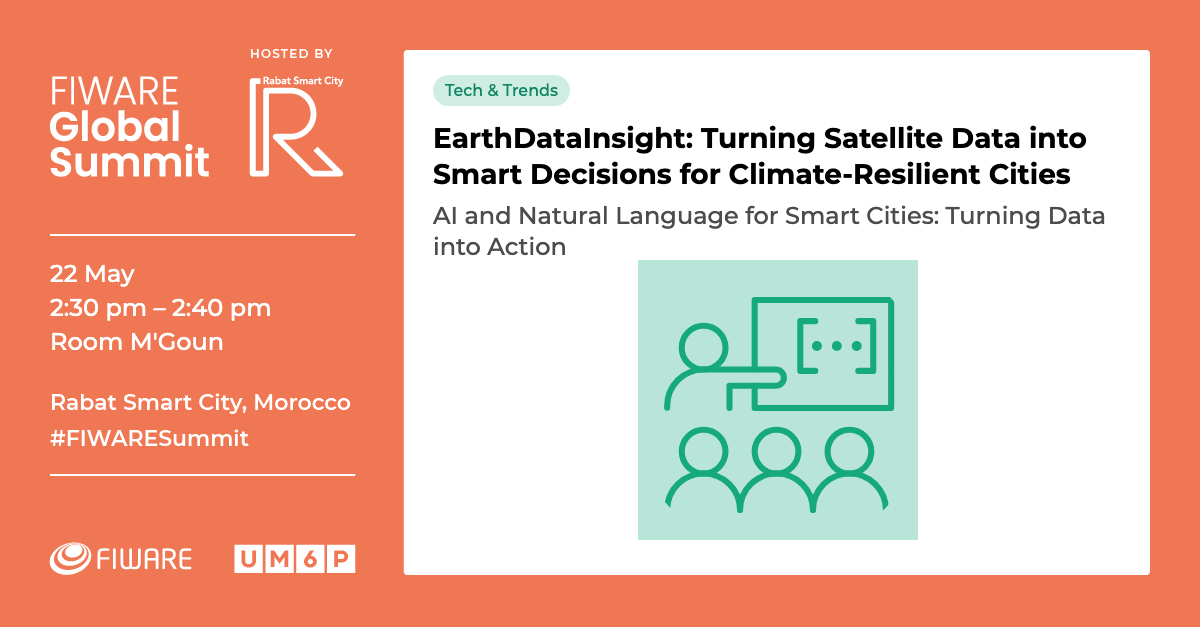 HOSTED BY
FIWARE
Global
Summit
Rabat Smart City
R
22 May
2:30 pm – 2:40 pm
Room M'Goun
Rabat Smart City, Morocco
#FIWARESummit
FIWARE
UM6P
Tech & Trends
EarthDataInsight: Turning Satellite Data into
Smart Decisions for Climate-Resilient Cities
AI and Natural Language for Smart Cities: Turning Data
into Action